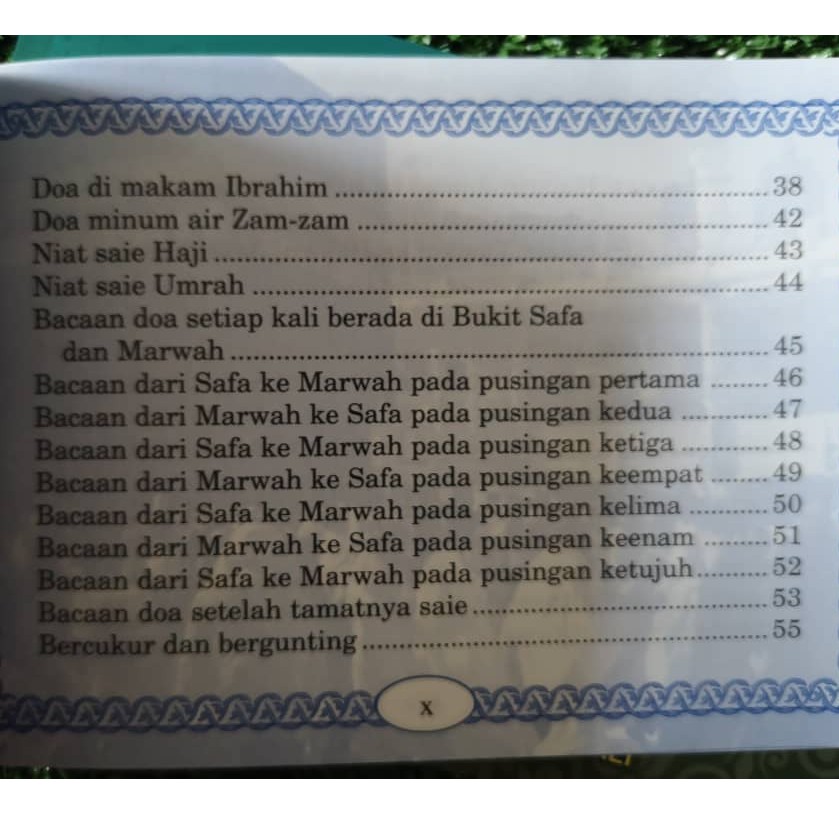 Doa di makam Ibrahim ........................................................ 38
Doa minum air Zam-zam ..................................................... 42
Niat saie Haji ....................................................................... 43
Niat saie Umrah .................................................................. 44
Bacaan doa setiap kali berada di Bukit Safa
dan Marwah ..................................................................... 45
Bacaan dari Safa ke Marwah pada pusingan pertama ........ 46
Bacaan dari Marwah ke Safa pada pusingan kedua ............ 47
Bacaan dari Safa ke Marwah pada pusingan ketiga ............ 48
Bacaan dari Marwah ke Safa pada pusingan keempat ........ 49
Bacaan dari Safa ke Marwah pada pusingan kelima ........... 50
Bacaan dari Marwah ke Safa pada pusingan keenam ......... 51
Bacaan dari Safa ke Marwah pada pusingan ketujuh .......... 52
Bacaan doa setelah tamatnya saie ....................................... 53
Bercukur dan bergunting ..................................................... 55
x